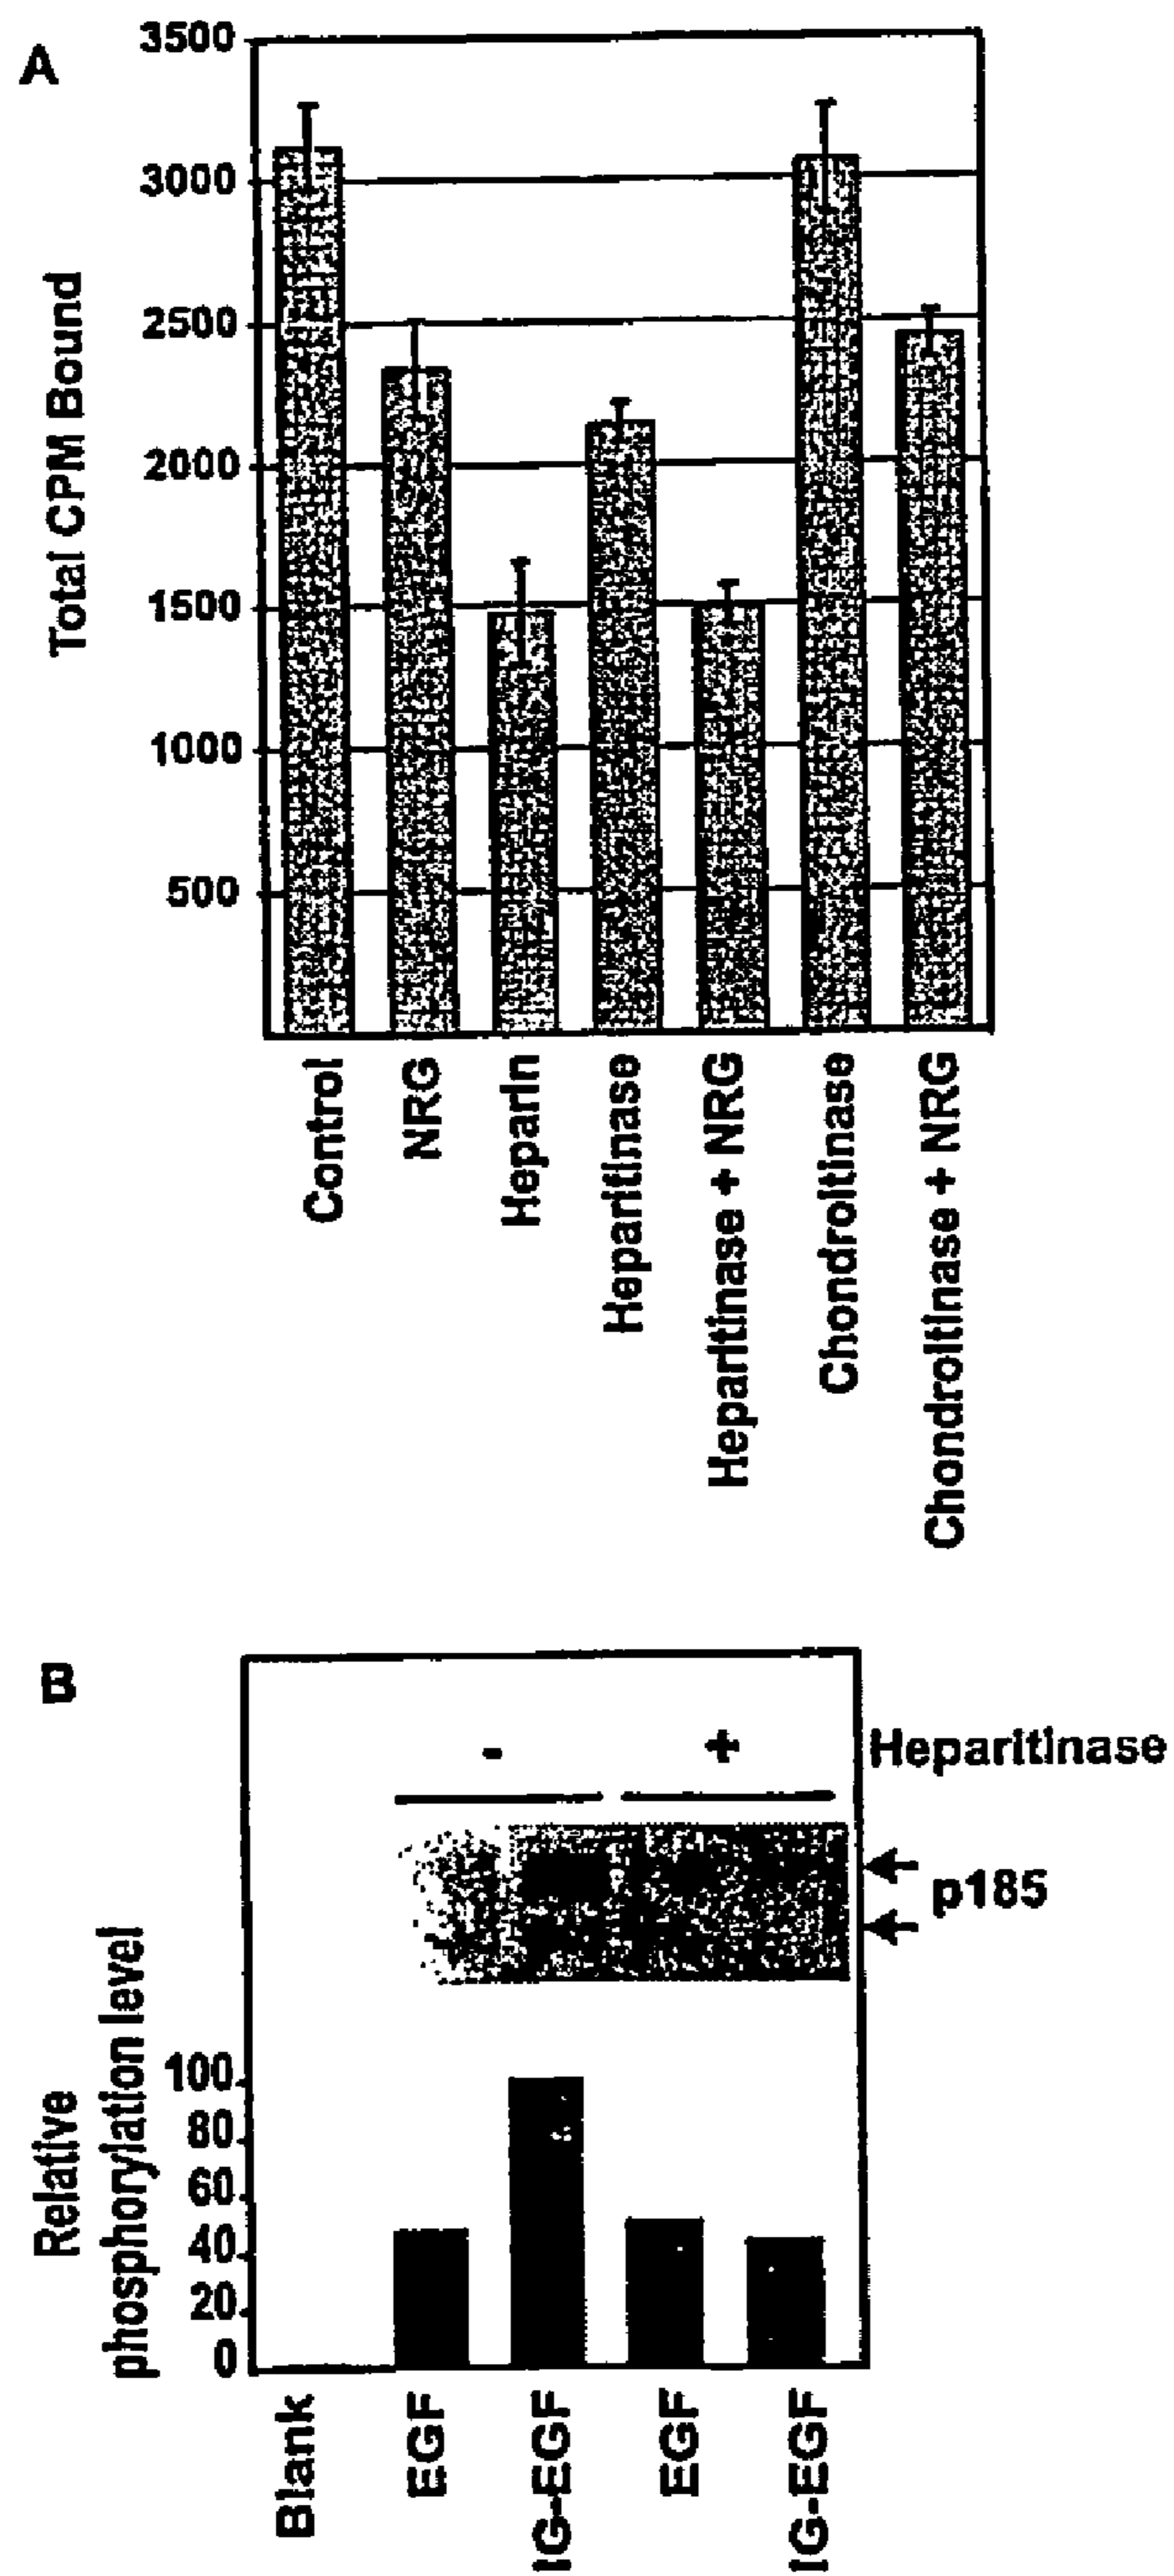 A
3500
3000
2500
2000
1500
1000
500
Total CPM Bound
Control
NRG
Heparin
Heparitinase
Heparitinase + NRG
Chondroitinase
Chondroitinase + NRG
B
- + Heparitinase
p185
Relative
phosphorylation level
100
80
60
40
20
0
Blank
EGF
IG-EGF
EGF
IG-EGF